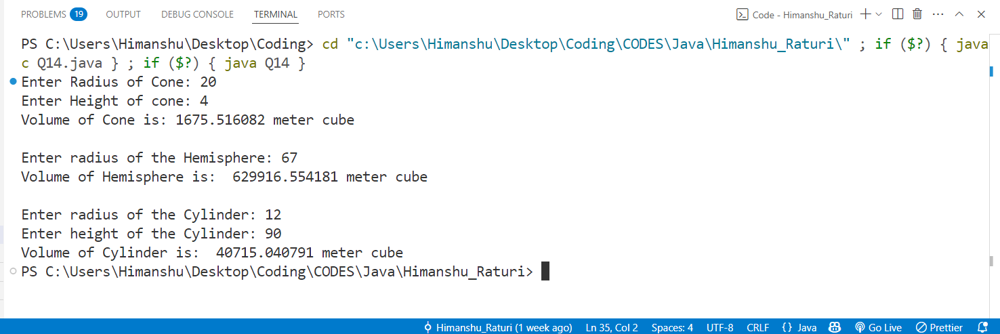 PROBLEMS 19 OUTPUT DEBUG CONSOLE TERMINAL PORTS Code - Himanshu_Raturi
PS C:\Users\Himanshu\Desktop\Coding> cd "c:\Users\Himanshu\Desktop\Coding\CODES\Java\Himanshu_Raturi\" ; if ($?) { java
c Q14.java } ; if ($?) { java Q14 }
Enter Radius of Cone: 20
Enter Height of cone: 4
Volume of Cone is: 1675.516082 meter cube
Enter radius of the Hemisphere: 67
Volume of Hemisphere is:  629916.554181 meter cube
Enter radius of the Cylinder: 12
Enter height of the Cylinder: 90
Volume of Cylinder is:  40715.040791 meter cube
PS C:\Users\Himanshu\Desktop\Coding\CODES\Java\Himanshu_Raturi>
Himanshu_Raturi (1 week ago) Ln 35, Col 2 Spaces: 4 UTF-8 CRLF {} Java Go Live Prettier